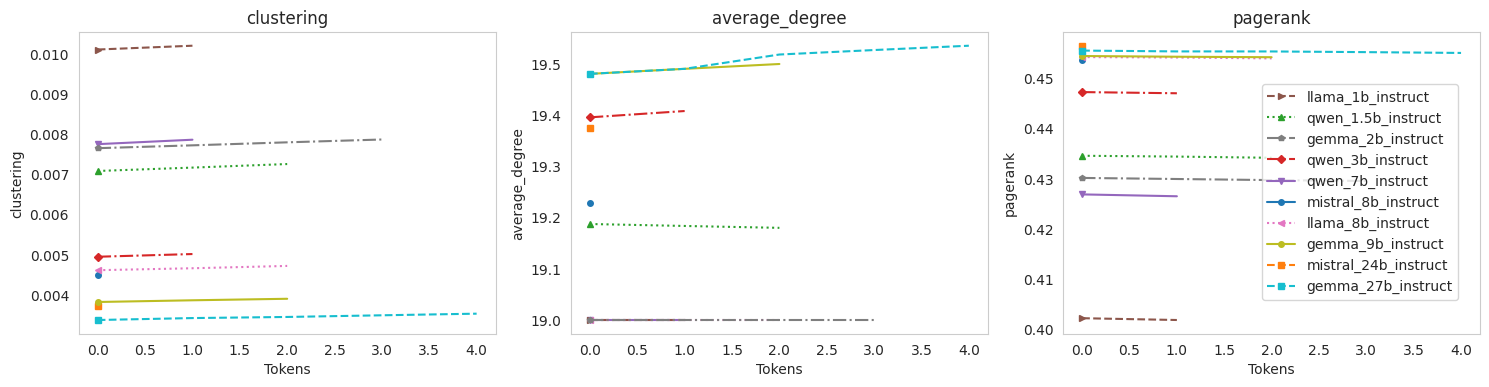 clustering
average_degree
pagerank
0.010
0.009
0.008
0.007
0.006
0.005
0.004
clustering
0.0 0.5 1.0 1.5 2.0 2.5 3.0 3.5 4.0
Tokens
19.5
19.4
19.3
19.2
19.1
19.0
average_degree
0.0 0.5 1.0 1.5 2.0 2.5 3.0 3.5 4.0
Tokens
0.45
0.44
0.43
0.42
0.41
0.40
pagerank
0.0 0.5 1.0 1.5 2.0 2.5 3.0 3.5 4.0
Tokens
llama_1b_instruct
qwen_1.5b_instruct
gemma_2b_instruct
qwen_3b_instruct
qwen_7b_instruct
mistral_8b_instruct
llama_8b_instruct
gemma_9b_instruct
mistral_24b_instruct
gemma_27b_instruct